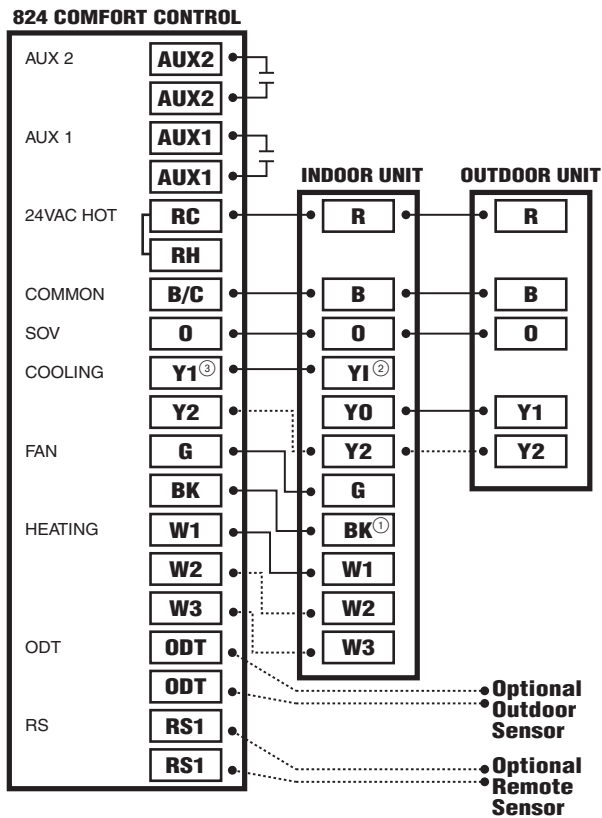 824 COMFORT CONTROL
AUX 2 AUX2
AUX2
AUX 1 AUX1
AUX1
INDOOR UNIT OUTDOOR UNIT
24VAC HOT RC R R
RH
COMMON B/C B B
SOV O O O
COOLING Y1③ YI②
YO Y1
Y2 Y2 Y2
FAN G G
BK BK①
HEATING W1 W1
W2 W2
W3 W3
ODT ODT
ODT
Optional
Outdoor
Sensor
RS RS1
RS1
Optional
Remote
Sensor